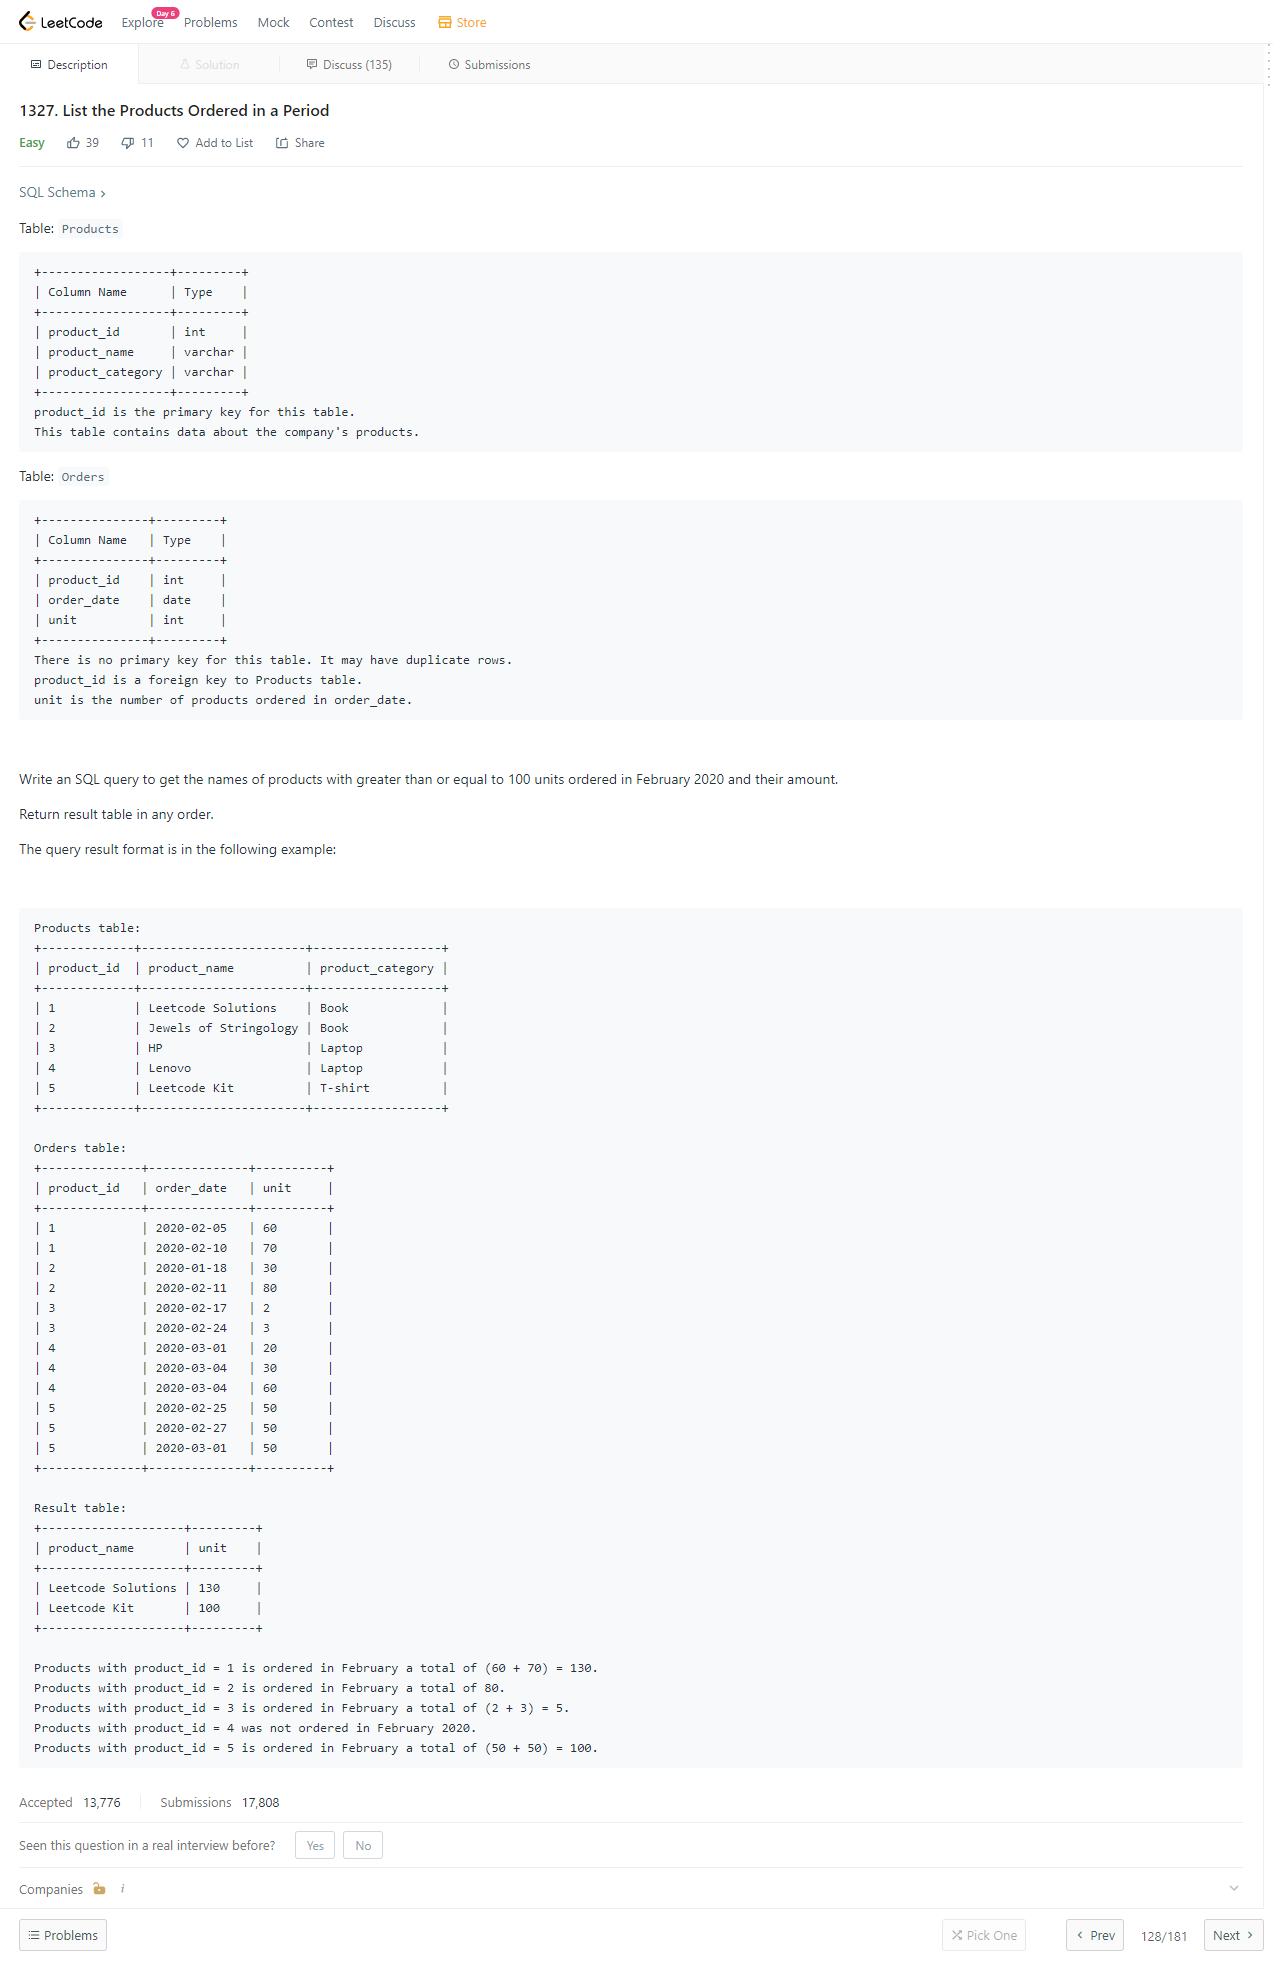 LeetCode Explore Day 6 Problems Mock Contest Discuss Store
Description Solution Discuss (135) Submissions
1327. List the Products Ordered in a Period
Easy 39 11 Add to List Share
SQL Schema >
Table: Products
+------------------+---------+
| Column Name      | Type    |
+------------------+---------+
| product_id       | int     |
| product_name     | varchar |
| product_category | varchar |
+------------------+---------+
product_id is the primary key for this table.
This table contains data about the company's products.
Table: Orders
+---------------+---------+
| Column Name   | Type    |
+---------------+---------+
| product_id    | int     |
| order_date    | date    |
| unit          | int     |
+---------------+---------+
There is no primary key for this table. It may have duplicate rows.
product_id is a foreign key to Products table.
unit is the number of products ordered in order_date.
Write an SQL query to get the names of products with greater than or equal to 100 units ordered in February 2020 and their amount.
Return result table in any order.
The query result format is in the following example:
Products table:
+-------------+-----------------------+------------------+
| product_id  | product_name          | product_category |
+-------------+-----------------------+------------------+
| 1           | Leetcode Solutions    | Book             |
| 2           | Jewels of Stringology | Book             |
| 3           | HP                    | Laptop           |
| 4           | Lenovo                | Laptop           |
| 5           | Leetcode Kit          | T-shirt          |
+-------------+-----------------------+------------------+
Orders table:
+--------------+--------------+----------+
| product_id   | order_date   | unit     |
+--------------+--------------+----------+
| 1            | 2020-02-05   | 60       |
| 1            | 2020-02-10   | 70       |
| 2            | 2020-01-18   | 30       |
| 2            | 2020-02-11   | 80       |
| 3            | 2020-02-17   | 2        |
| 3            | 2020-02-24   | 3        |
| 4            | 2020-03-01   | 20       |
| 4            | 2020-03-04   | 30       |
| 4            | 2020-03-04   | 60       |
| 5            | 2020-02-25   | 50       |
| 5            | 2020-02-27   | 50       |
| 5            | 2020-03-01   | 50       |
+--------------+--------------+----------+
Result table:
+--------------------+---------+
| product_name       | unit    |
+--------------------+---------+
| Leetcode Solutions | 130     |
| Leetcode Kit       | 100     |
+--------------------+---------+
Products with product_id = 1 is ordered in February a total of (60 + 70) = 130.
Products with product_id = 2 is ordered in February a total of 80.
Products with product_id = 3 is ordered in February a total of (2 + 3) = 5.
Products with product_id = 4 was not ordered in February 2020.
Products with product_id = 5 is ordered in February a total of (50 + 50) = 100.
Accepted 13,776 Submissions 17,808
Seen this question in a real interview before? Yes No
Companies i
Problems Pick One < Prev 128/181 Next >